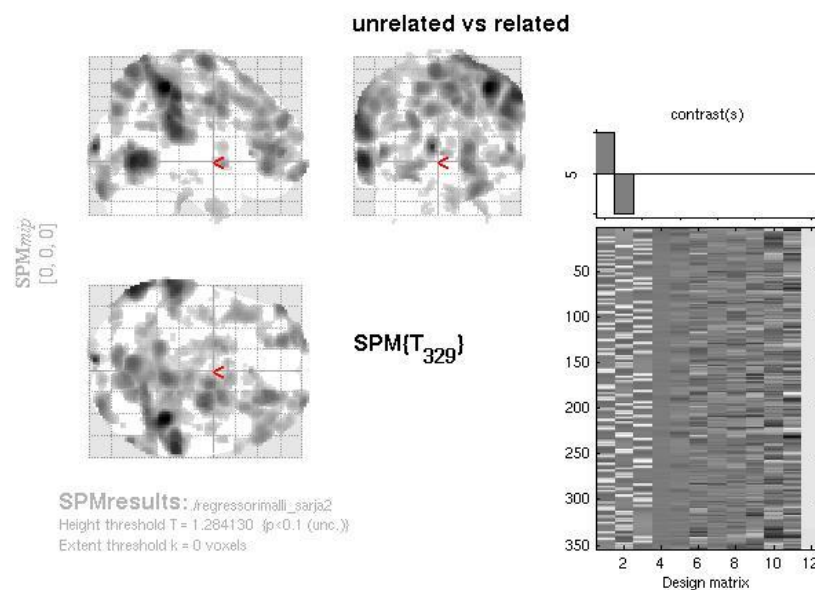 unrelated vs related
contrast(s)
5
SPMmip
[0, 0, 0]
<
<
<
SPM{T329}
50
100
150
200
250
300
350
2 4 6 8 10 12
Design matrix
SPMresults: ./regressorimalli_sarja2
Height threshold T = 1.284130 {p<0.1 (unc.)}
Extent threshold k = 0 voxels